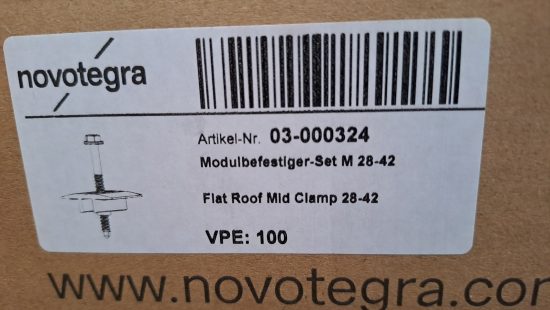 novotegra
Artikel-Nr. 03-000324
Modulbefestiger-Set M 28-42
Flat Roof Mid Clamp 28-42
VPE: 100
www.novotegra.com